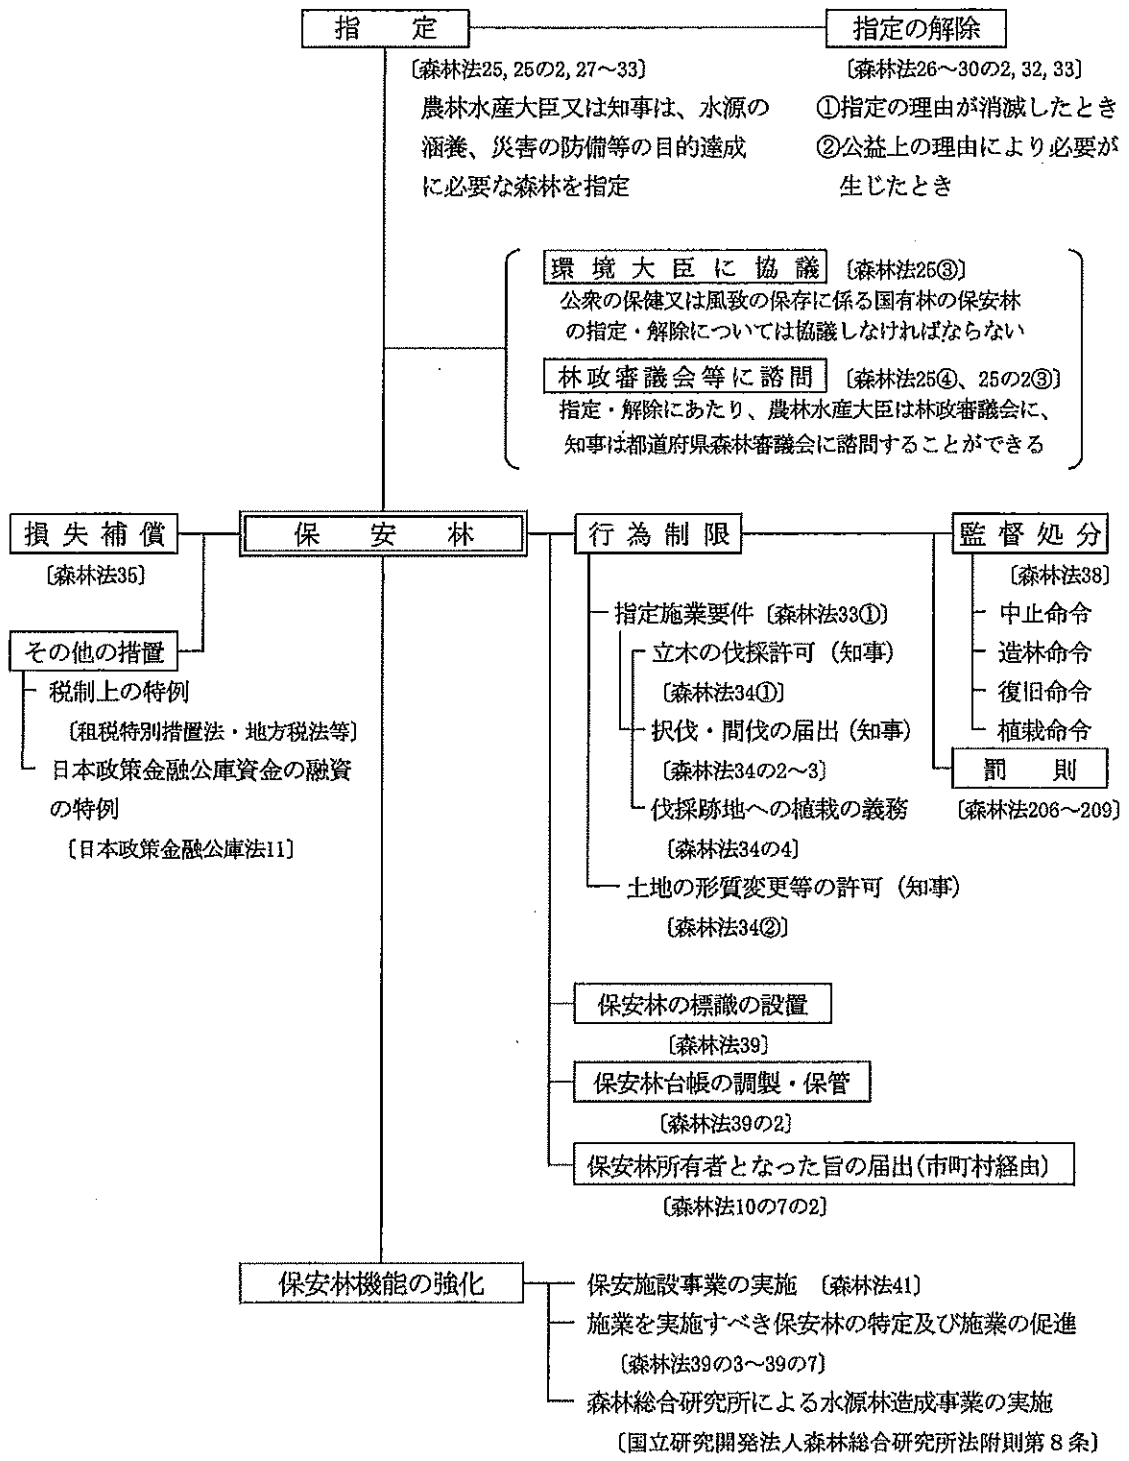 指定
指定の解除
〔森林法25, 25の2, 27～33〕
農林水産大臣又は知事は、水源の
涵養、災害の防備等の目的達成
に必要な森林を指定
〔森林法26～30の2, 32, 33〕
①指定の理由が消滅したとき
②公益上の理由により必要が
生じたとき
環境大臣に協議 〔森林法25③〕
公衆の保健又は風致の保存に係る国有林の保安林
の指定・解除については協議しなければならない
林政審議会等に諮問 〔森林法25④、25の2③〕
指定・解除にあたり、農林水産大臣は林政審議会に、
知事は都道府県森林審議会に諮問することができる
損失補償
〔森林法35〕
その他の措置
税制上の特例
〔租税特別措置法・地方税法等〕
日本政策金融公庫資金の融資
の特例
〔日本政策金融公庫法11〕
保安林
行為制限
指定施業要件〔森林法33①〕
立木の伐採許可（知事）
〔森林法34①〕
択伐・間伐の届出（知事）
〔森林法34の2～3〕
伐採跡地への植栽の義務
〔森林法34の4〕
土地の形質変更等の許可（知事）
〔森林法34②〕
監督処分
〔森林法38〕
中止命令
造林命令
復旧命令
植栽命令
罰則
〔森林法206～209〕
保安林の標識の設置
〔森林法39〕
保安林台帳の調製・保管
〔森林法39の2〕
保安林所有者となった旨の届出（市町村経由）
〔森林法10の7の2〕
保安林機能の強化
保安施設事業の実施 〔森林法41〕
施業を実施すべき保安林の特定及び施業の促進
〔森林法39の3～39の7〕
森林総合研究所による水源林造成事業の実施
〔国立研究開発法人森林総合研究所法附則第8条〕